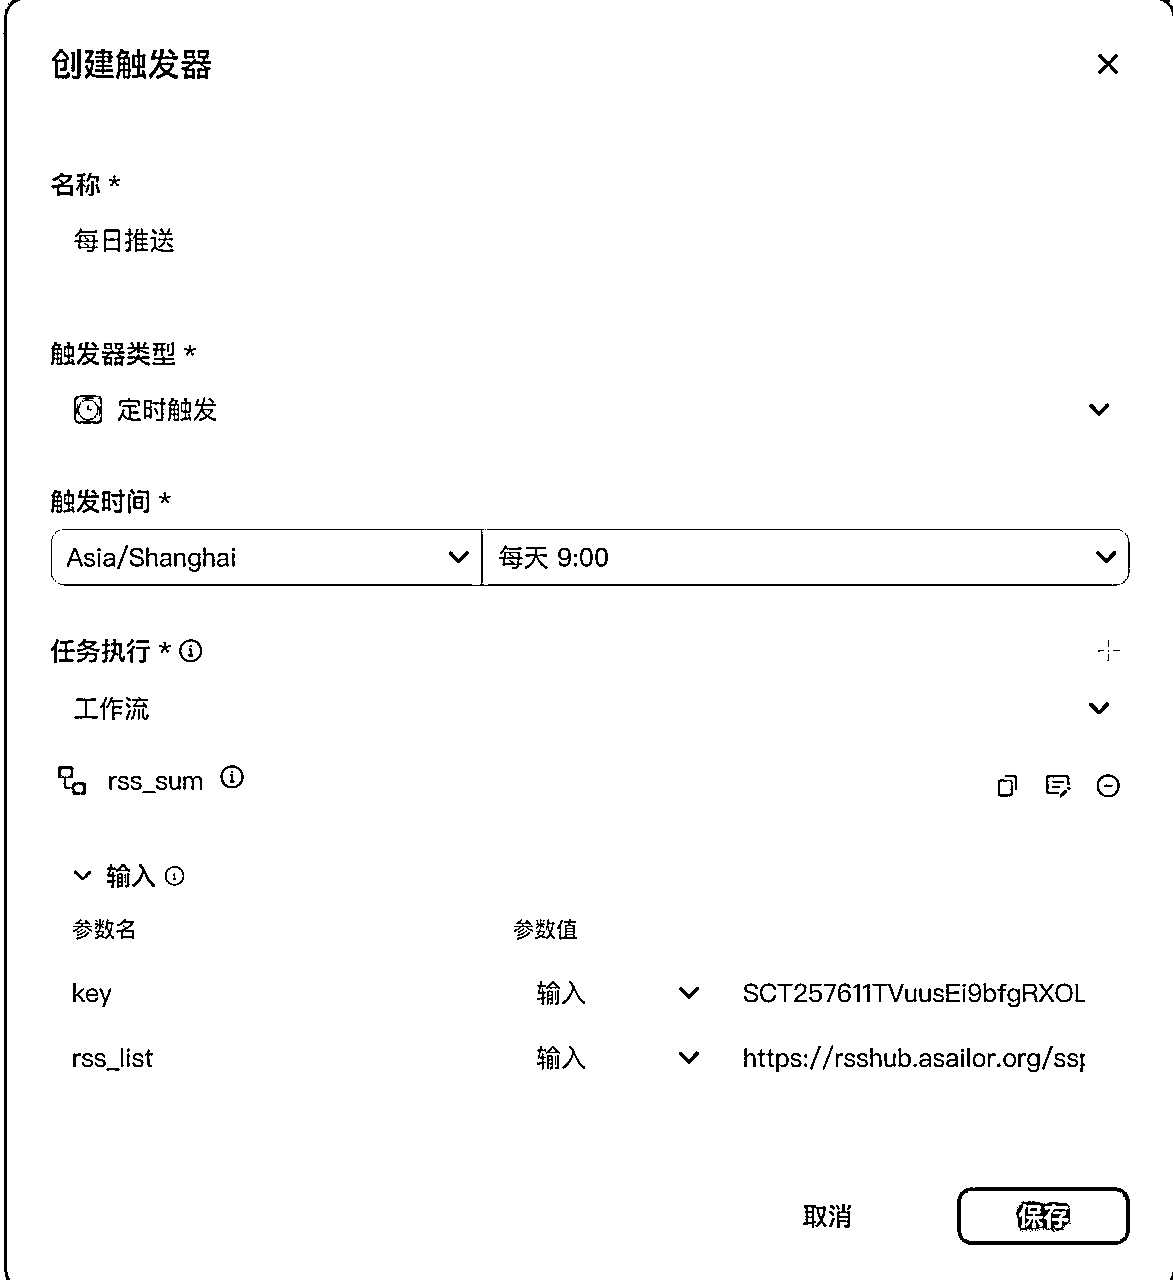 创建触发器
名称 *
每日推送
触发器类型 *
定时触发
触发时间 *
Asia/Shanghai 每天 9:00
任务执行 *
工作流
rss_sum
输入
参数名 参数值
key 输入 SCT257611TVuusEi9bfgRXOL
rss_list 输入 https://rsshub.asailor.org/ssp
取消 保存